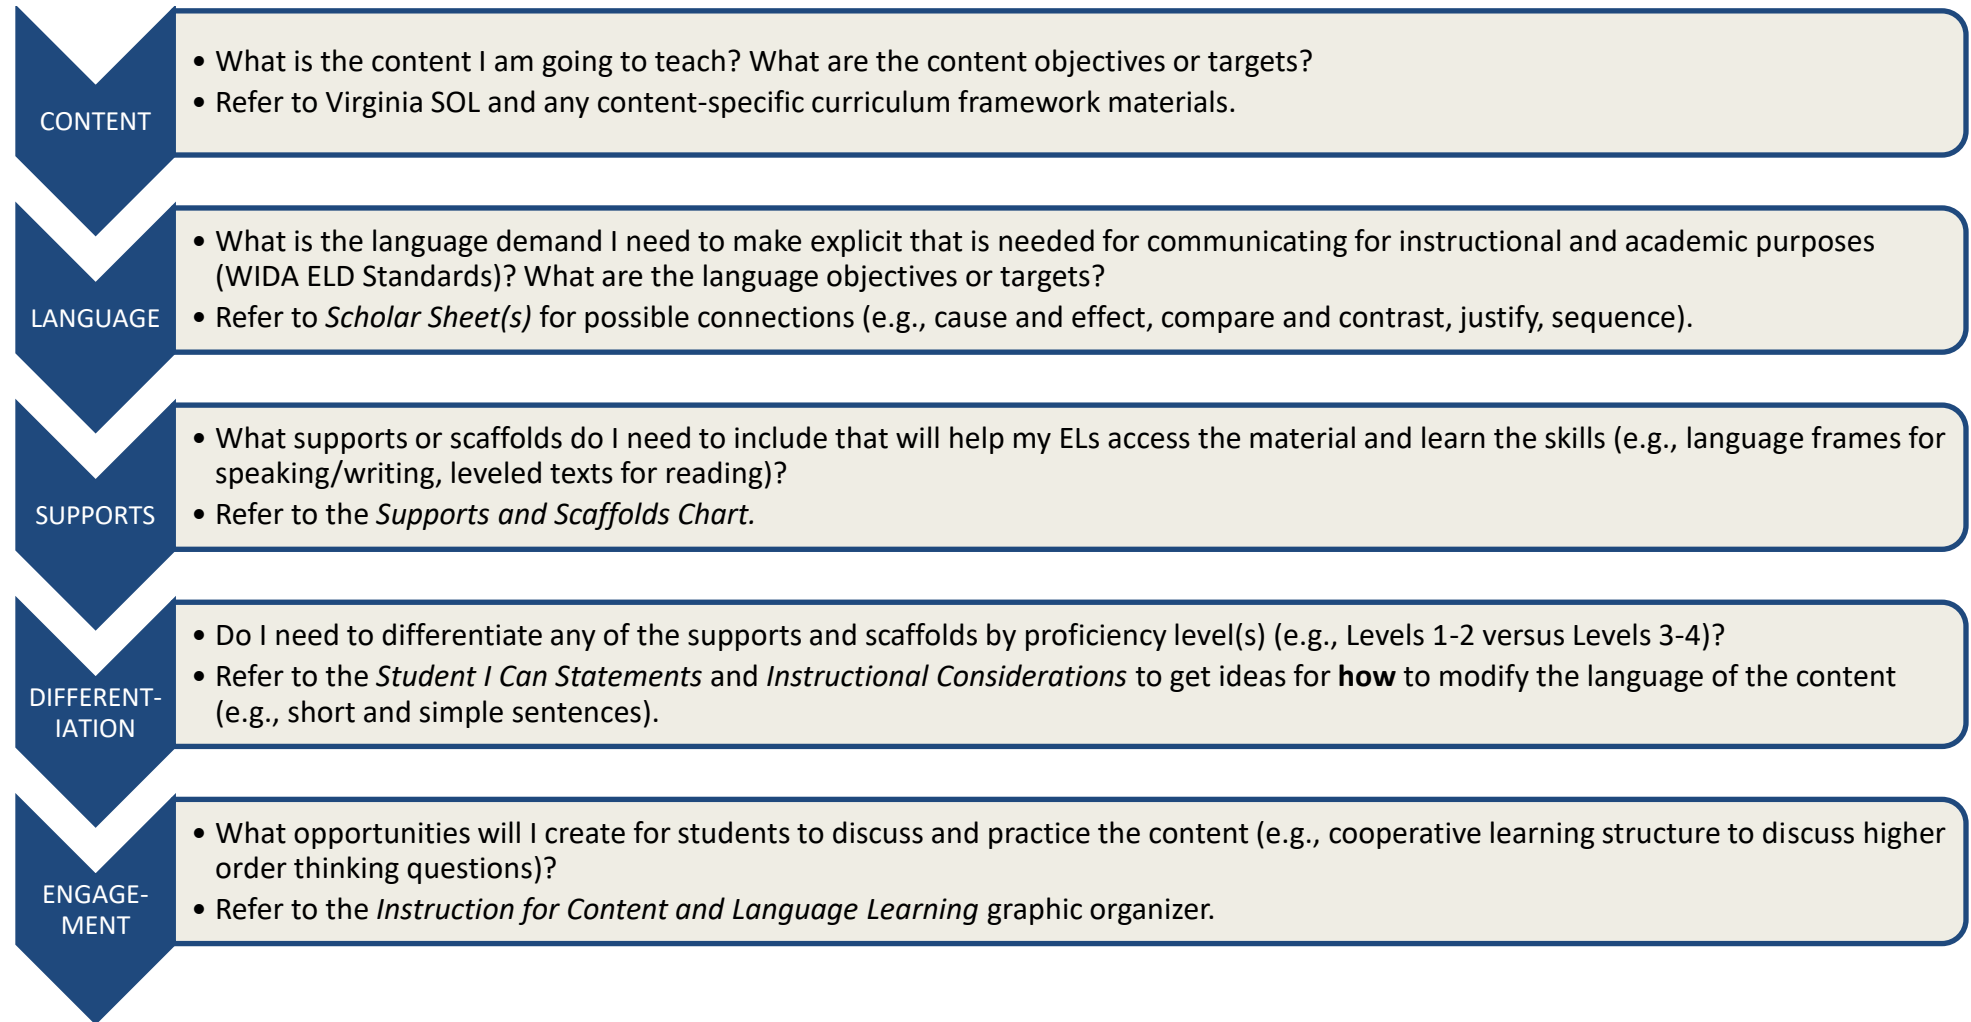 CONTENT
• What is the content I am going to teach? What are the content objectives or targets?
• Refer to Virginia SOL and any content-specific curriculum framework materials.
LANGUAGE
• What is the language demand I need to make explicit that is needed for communicating for instructional and academic purposes
(WIDA ELD Standards)? What are the language objectives or targets?
• Refer to Scholar Sheet(s) for possible connections (e.g., cause and effect, compare and contrast, justify, sequence).
SUPPORTS
• What supports or scaffolds do I need to include that will help my ELs access the material and learn the skills (e.g., language frames for
speaking/writing, leveled texts for reading)?
• Refer to the Supports and Scaffolds Chart.
DIFFERENT-
IATION
• Do I need to differentiate any of the supports and scaffolds by proficiency level(s) (e.g., Levels 1-2 versus Levels 3-4)?
• Refer to the Student I Can Statements and Instructional Considerations to get ideas for how to modify the language of the content
(e.g., short and simple sentences).
ENGAGE-
MENT
• What opportunities will I create for students to discuss and practice the content (e.g., cooperative learning structure to discuss higher
order thinking questions)?
• Refer to the Instruction for Content and Language Learning graphic organizer.